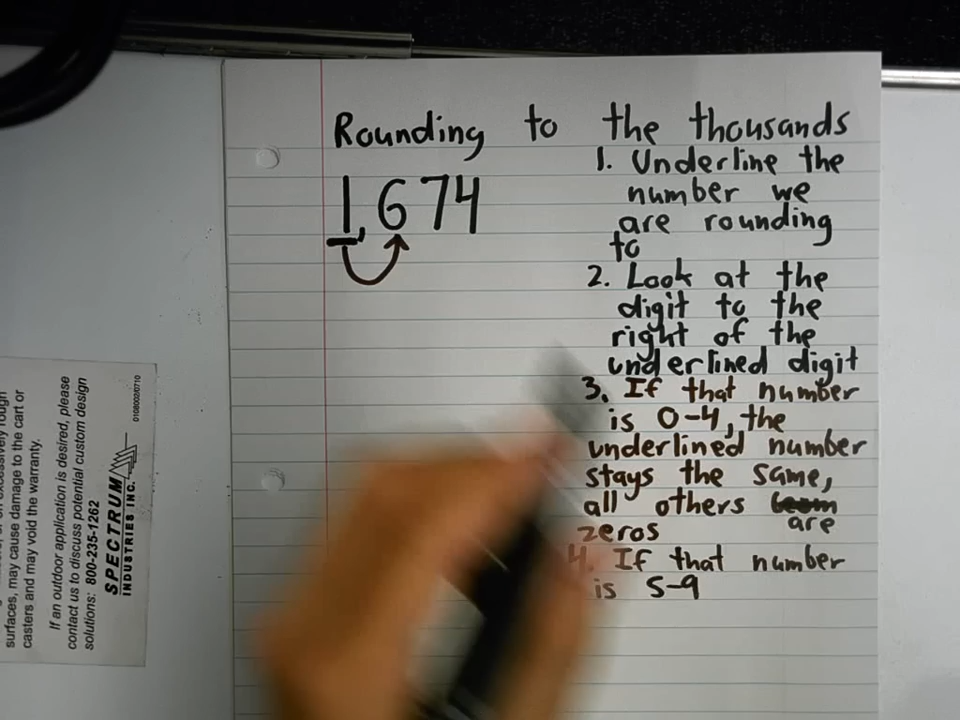 Rounding to the thousands
1,674
1. Underline the
number we
are rounding
to
2. Look at the
digit to the
right of the
underlined digit
3. If that number
is 0-4, the
underlined number
stays the same,
all others
are
zeros
4. If that number
is 5-9
surfaces, may cause damage to the cart or
casters and may void the warranty.
If an outdoor application is desired, please
contact us to discuss potential custom design
solutions: 800-235-1262
SPECTRUM
INDUSTRIES INC.